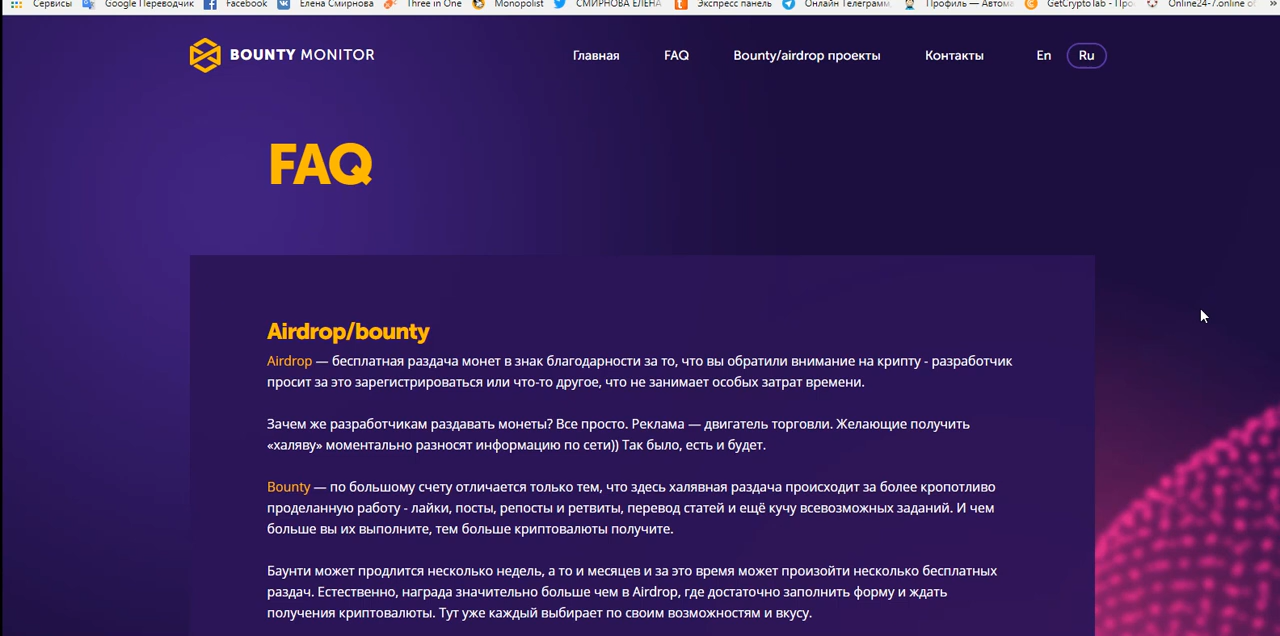 Сервисы Google Переводчик Facebook Елена Смирнова Three in One Monopolist СМИРНОВА ЕЛЕНА Экспресс панель Онлайн Телеграмм, Профиль — Автома GetCryptoTab - Про Online24-7.online of »
BOUNTY MONITOR Главная FAQ Bounty/airdrop проекты Контакты En Ru
FAQ
Airdrop/bounty
Airdrop — бесплатная раздача монет в знак благодарности за то, что вы обратили внимание на крипту - разработчик
просит за это зарегистрироваться или что-то другое, что не занимает особых затрат времени.
Зачем же разработчикам раздавать монеты? Все просто. Реклама — двигатель торговли. Желающие получить
«халяву» моментально разносят информацию по сети)) Так было, есть и будет.
Bounty — по большому счету отличается только тем, что здесь халявная раздача происходит за более кропотливо
проделанную работу - лайки, посты, репосты и ретвиты, перевод статей и ещё кучу всевозможных заданий. И чем
больше вы их выполните, тем больше криптовалюты получите.
Баунти может продлится несколько недель, а то и месяцев и за это время может произойти несколько бесплатных
раздач. Естественно, награда значительно больше чем в Airdrop, где достаточно заполнить форму и ждать
получения криптовалюты. Тут уже каждый выбирает по своим возможностям и вкусу.